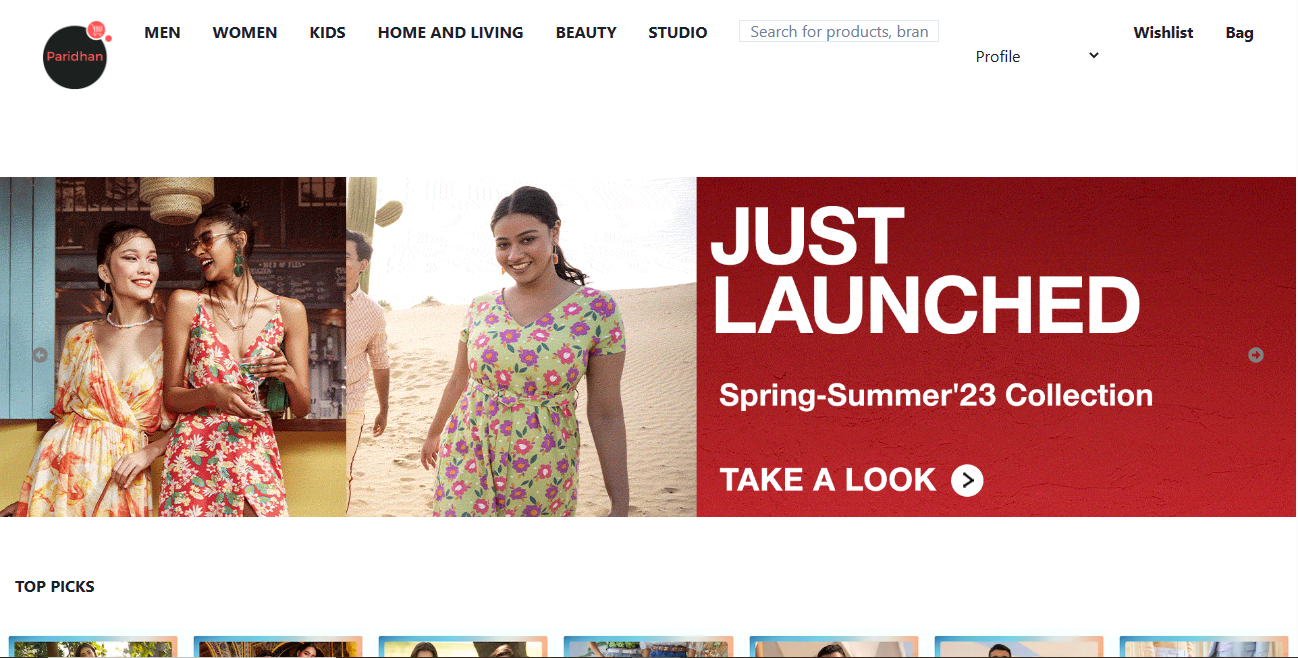 Paridhan
MEN
WOMEN
KIDS
HOME AND LIVING
BEAUTY
STUDIO
Search for products, bran
Profile
Wishlist
Bag
JUST
LAUNCHED
Spring-Summer'23 Collection
TAKE A LOOK
TOP PICKS